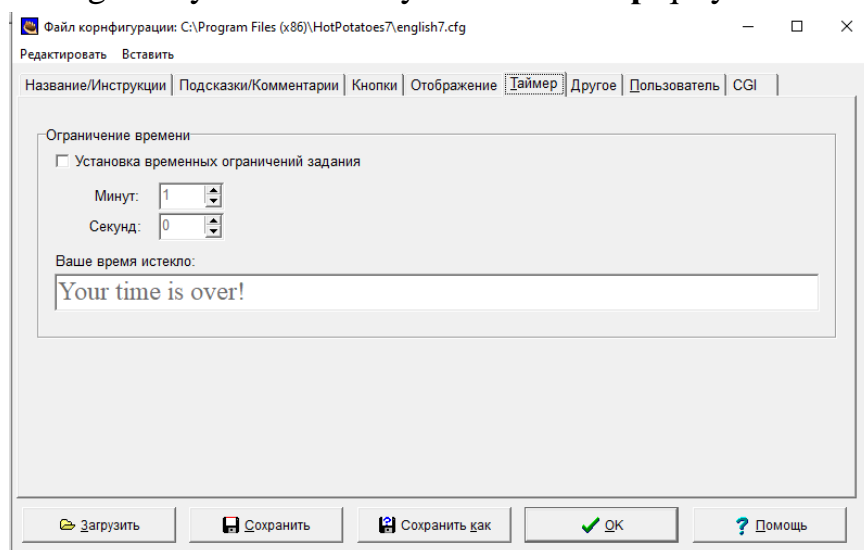 Файл корнфигурации: C:\Program Files (x86)\HotPotatoes7\english7.cfg
Редактировать Вставить
Название/Инструкции Подсказки/Комментарии Кнопки Отображение Таймер Другое Пользователь CGI
Ограничение времени
Установка временных ограничений задания
Минут: 1
Секунд: 0
Ваше время истекло:
Your time is over!
Загрузить Сохранить Сохранить как OK Помощь